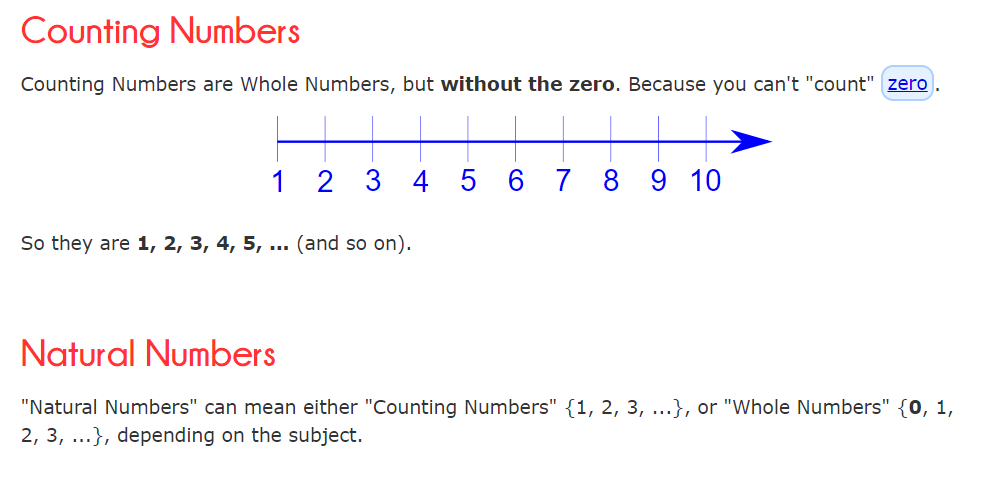 Counting Numbers
Counting Numbers are Whole Numbers, but without the zero. Because you can't "count" zero.
1 2 3 4 5 6 7 8 9 10
So they are 1, 2, 3, 4, 5, ... (and so on).
Natural Numbers
"Natural Numbers" can mean either "Counting Numbers" {1, 2, 3, ...}, or "Whole Numbers" {0, 1,
2, 3, ...}, depending on the subject.